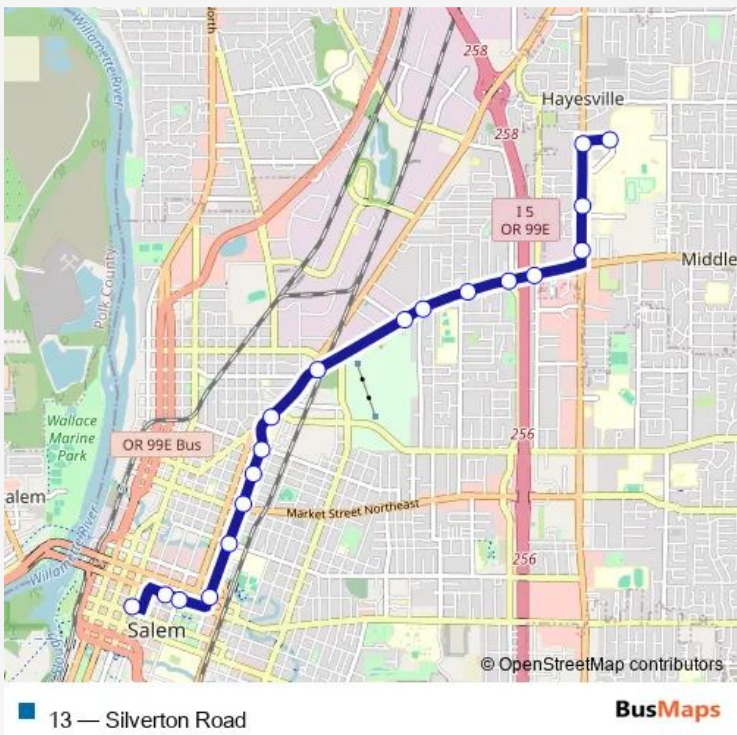 Willamette River
North
258
Hayesville
258
I 5
OR 99E
Middle
Polk County
Wallace
Marine
Park
OR 99E Bus
256
alem
Market Street Northeast
Willamette River
256
Salem
© OpenStreetMap contributors
13 — Silverton Road
BusMaps